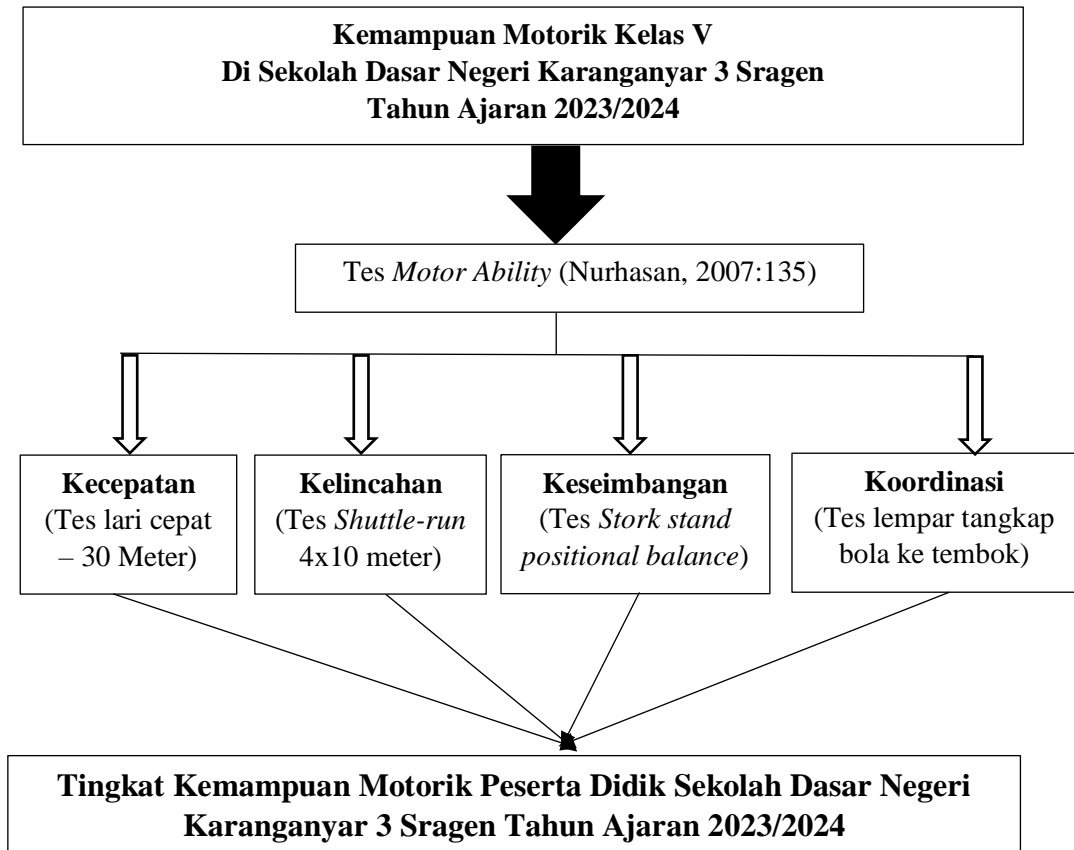 Kemampuan Motorik Kelas V
Di Sekolah Dasar Negeri Karanganyar 3 Sragen
Tahun Ajaran 2023/2024
Tes Motor Ability (Nurhasan, 2007:135)
Kecepatan
(Tes lari cepat
– 30 Meter)
Kelincahan
(Tes Shuttle-run
4x10 meter)
Keseimbangan
(Tes Stork stand
positional balance)
Koordinasi
(Tes lempar tangkap
bola ke tembok)
Tingkat Kemampuan Motorik Peserta Didik Sekolah Dasar Negeri
Karanganyar 3 Sragen Tahun Ajaran 2023/2024